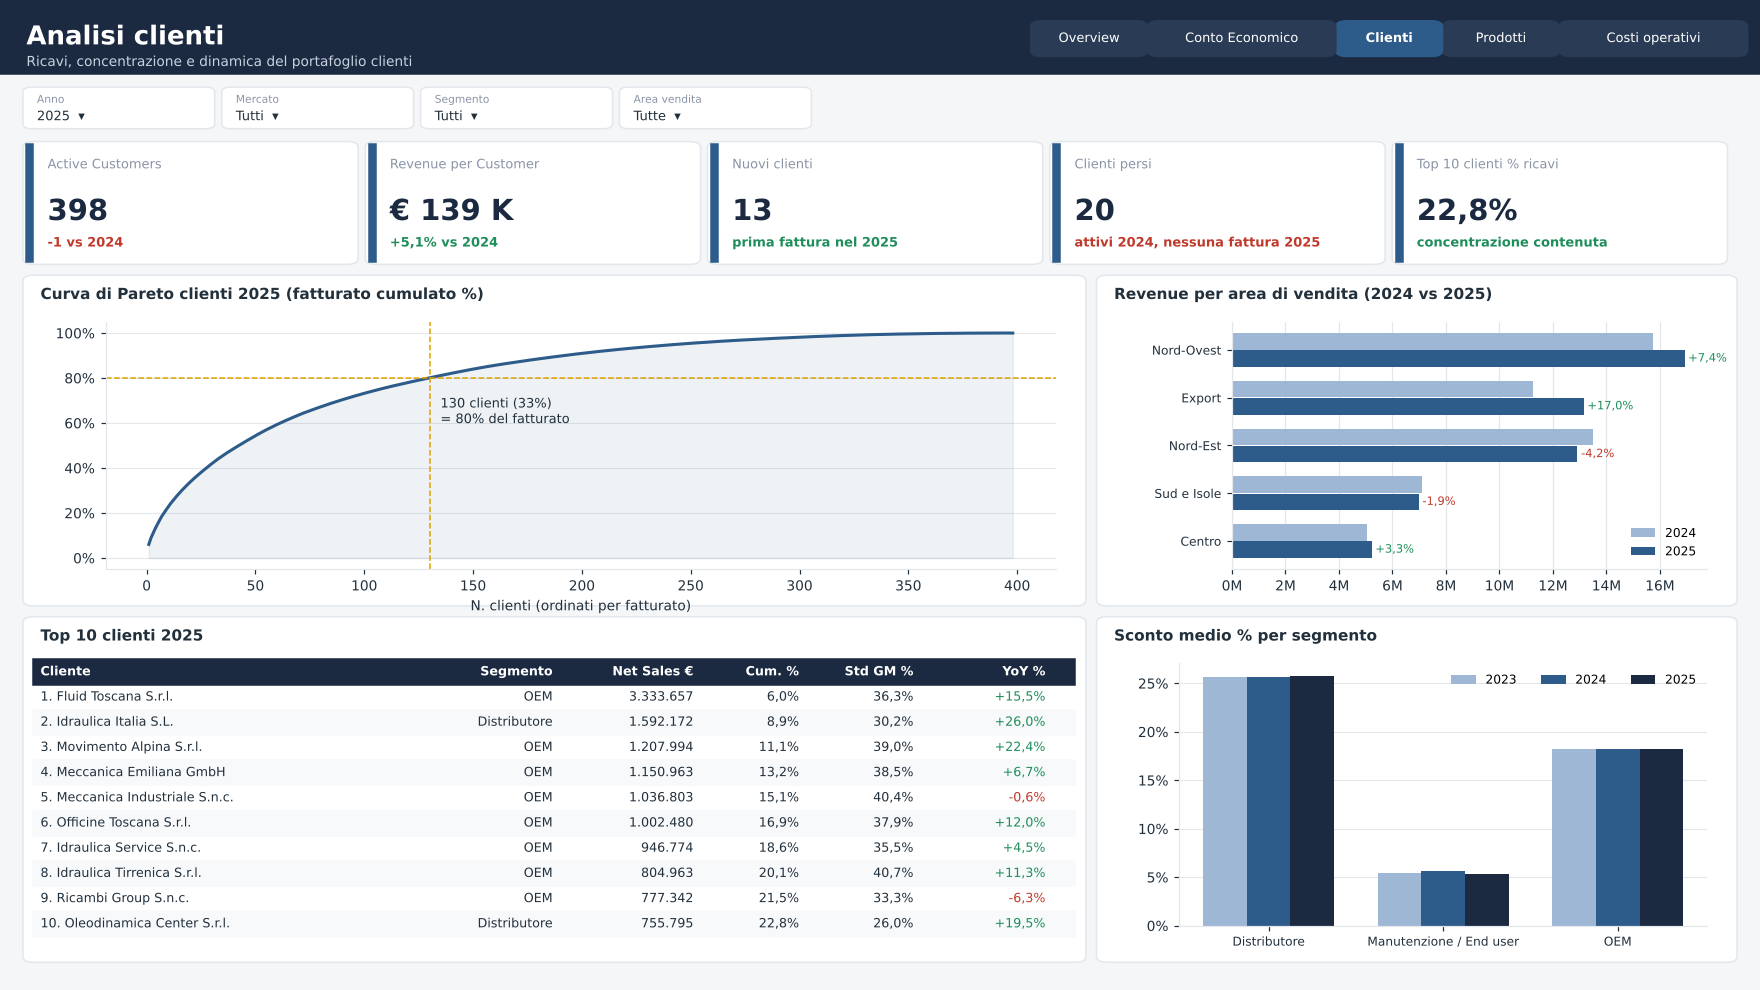 Analisi clienti
Ricavi, concentrazione e dinamica del portafoglio clienti
Overview
Conto Economico
Clienti
Prodotti
Costi operativi
Anno
2025 ▾
Mercato
Tutti ▾
Segmento
Tutti ▾
Area vendita
Tutte ▾
Active Customers
398
-1 vs 2024
Revenue per Customer
€ 139 K
+5,1% vs 2024
Nuovi clienti
13
prima fattura nel 2025
Clienti persi
20
attivi 2024, nessuna fattura 2025
Top 10 clienti % ricavi
22,8%
concentrazione contenuta
Curva di Pareto clienti 2025 (fatturato cumulato %)
100%
80%
60%
40%
20%
0%
130 clienti (33%)
= 80% del fatturato
0 50 100 150 200 250 300 350 400
N. clienti (ordinati per fatturato)
Revenue per area di vendita (2024 vs 2025)
Nord-Ovest +7,4%
Export +17,0%
Nord-Est -4,2%
Sud e Isole -1,9%
Centro +3,3%
2024
2025
0M 2M 4M 6M 8M 10M 12M 14M 16M
Top 10 clienti 2025
Cliente Segmento Net Sales € Cum. % Std GM % YoY %
1. Fluid Toscana S.r.l. OEM 3.333.657 6,0% 36,3% +15,5%
2. Idraulica Italia S.L. Distributore 1.592.172 8,9% 30,2% +26,0%
3. Movimento Alpina S.r.l. OEM 1.207.994 11,1% 39,0% +22,4%
4. Meccanica Emiliana GmbH OEM 1.150.963 13,2% 38,5% +6,7%
5. Meccanica Industriale S.n.c. OEM 1.036.803 15,1% 40,4% -0,6%
6. Officine Toscana S.r.l. OEM 1.002.480 16,9% 37,9% +12,0%
7. Idraulica Service S.n.c. OEM 946.774 18,6% 35,5% +4,5%
8. Idraulica Tirrenica S.r.l. OEM 804.963 20,1% 40,7% +11,3%
9. Ricambi Group S.n.c. OEM 777.342 21,5% 33,3% -6,3%
10. Oleodinamica Center S.r.l. Distributore 755.795 22,8% 26,0% +19,5%
Sconto medio % per segmento
2023 2024 2025
25%
20%
15%
10%
5%
0%
Distributore Manutenzione / End user OEM